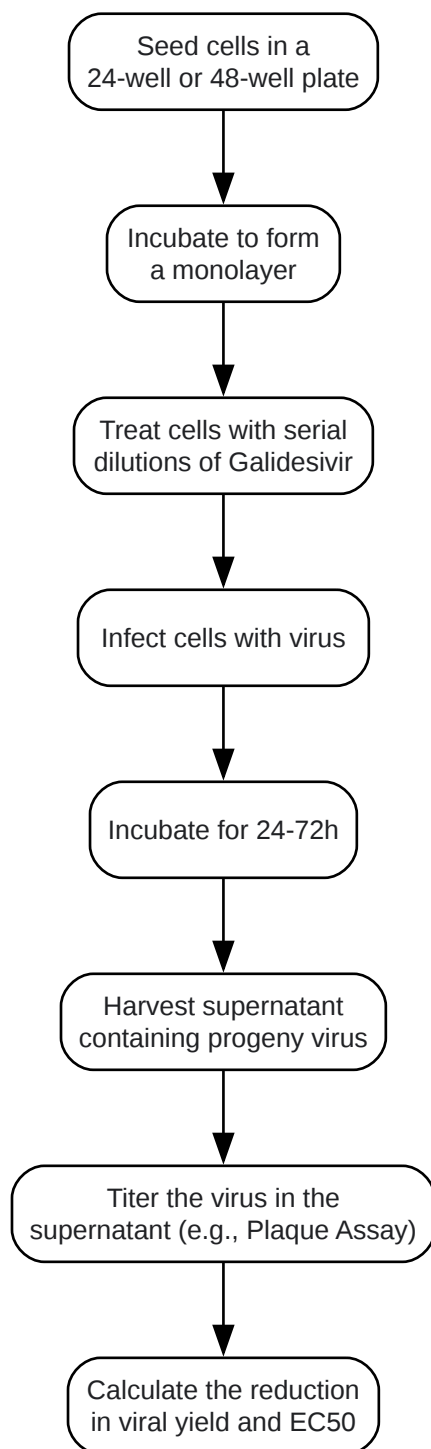 Seed cells in a
24-well or 48-well plate
Incubate to form
a monolayer
Treat cells with serial
dilutions of Galidesivir
Infect cells with virus
Incubate for 24-72h
Harvest supernatant
containing progeny virus
Titer the virus in the
supernatant (e.g., Plaque Assay)
Calculate the reduction
in viral yield and EC50